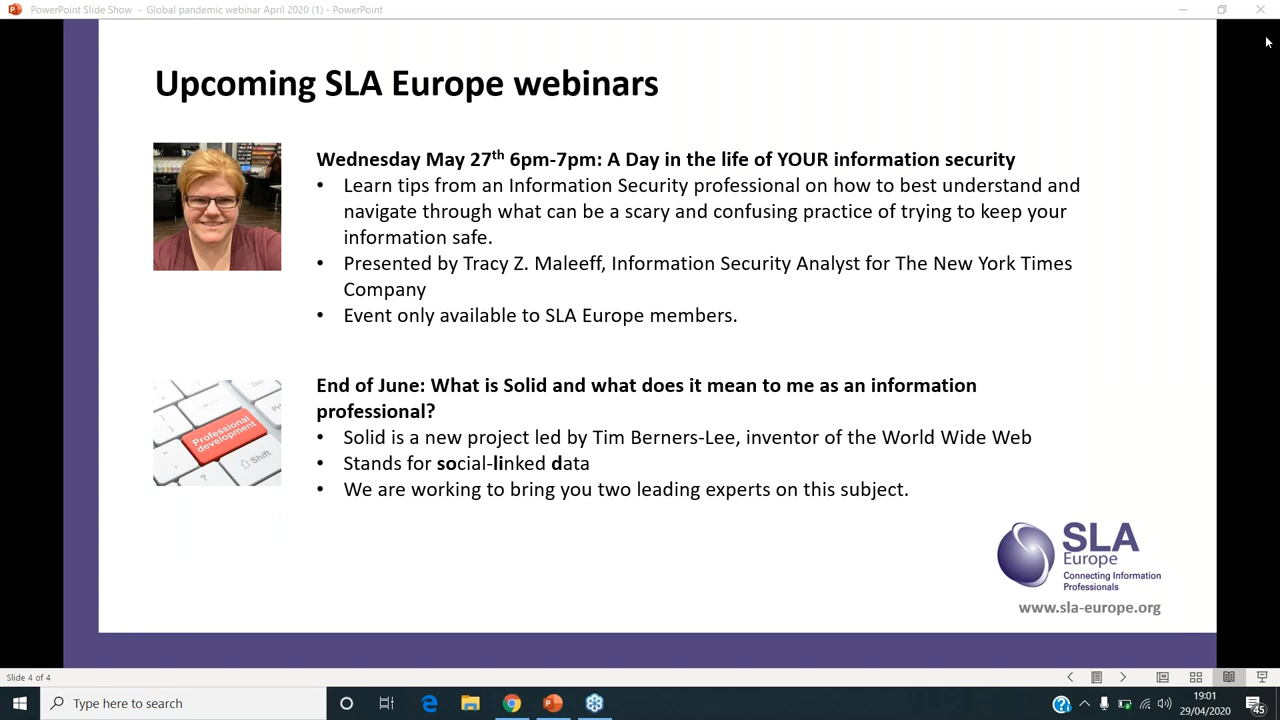 PowerPoint Slide Show - Global pandemic webinar April 2020 (1) - PowerPoint
Upcoming SLA Europe webinars
Wednesday May 27th 6pm-7pm: A Day in the life of YOUR information security
• Learn tips from an Information Security professional on how to best understand and
navigate through what can be a scary and confusing practice of trying to keep your
information safe.
• Presented by Tracy Z. Maleeff, Information Security Analyst for The New York Times
Company
• Event only available to SLA Europe members.
End of June: What is Solid and what does it mean to me as an information
professional?
• Solid is a new project led by Tim Berners-Lee, inventor of the World Wide Web
• Stands for social-linked data
• We are working to bring you two leading experts on this subject.
Professional
development
Shift
?
SLA
Europe
Connecting Information
Professionals
www.sla-europe.org
Slide 4 of 4
Type here to search
19:01
29/04/2020
45